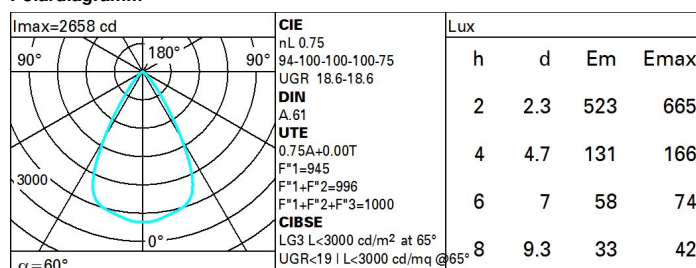 Imax=2658 cd
90°
180°
90°
3000
0°
α=60°
CIE
nL 0.75
94-100-100-100-75
UGR 18.6-18.6
DIN
A.61
UTE
0.75A+0.00T
F"1=945
F"1+F"2=996
F"1+F"2+F"3=1000
CIBSE
LG3 L<3000 cd/m² at 65°
UGR<19 | L<3000 cd/mq @65°
Lux
h d Em Emax
2 2.3 523 665
4 4.7 131 166
6 7 58 74
8 9.3 33 42